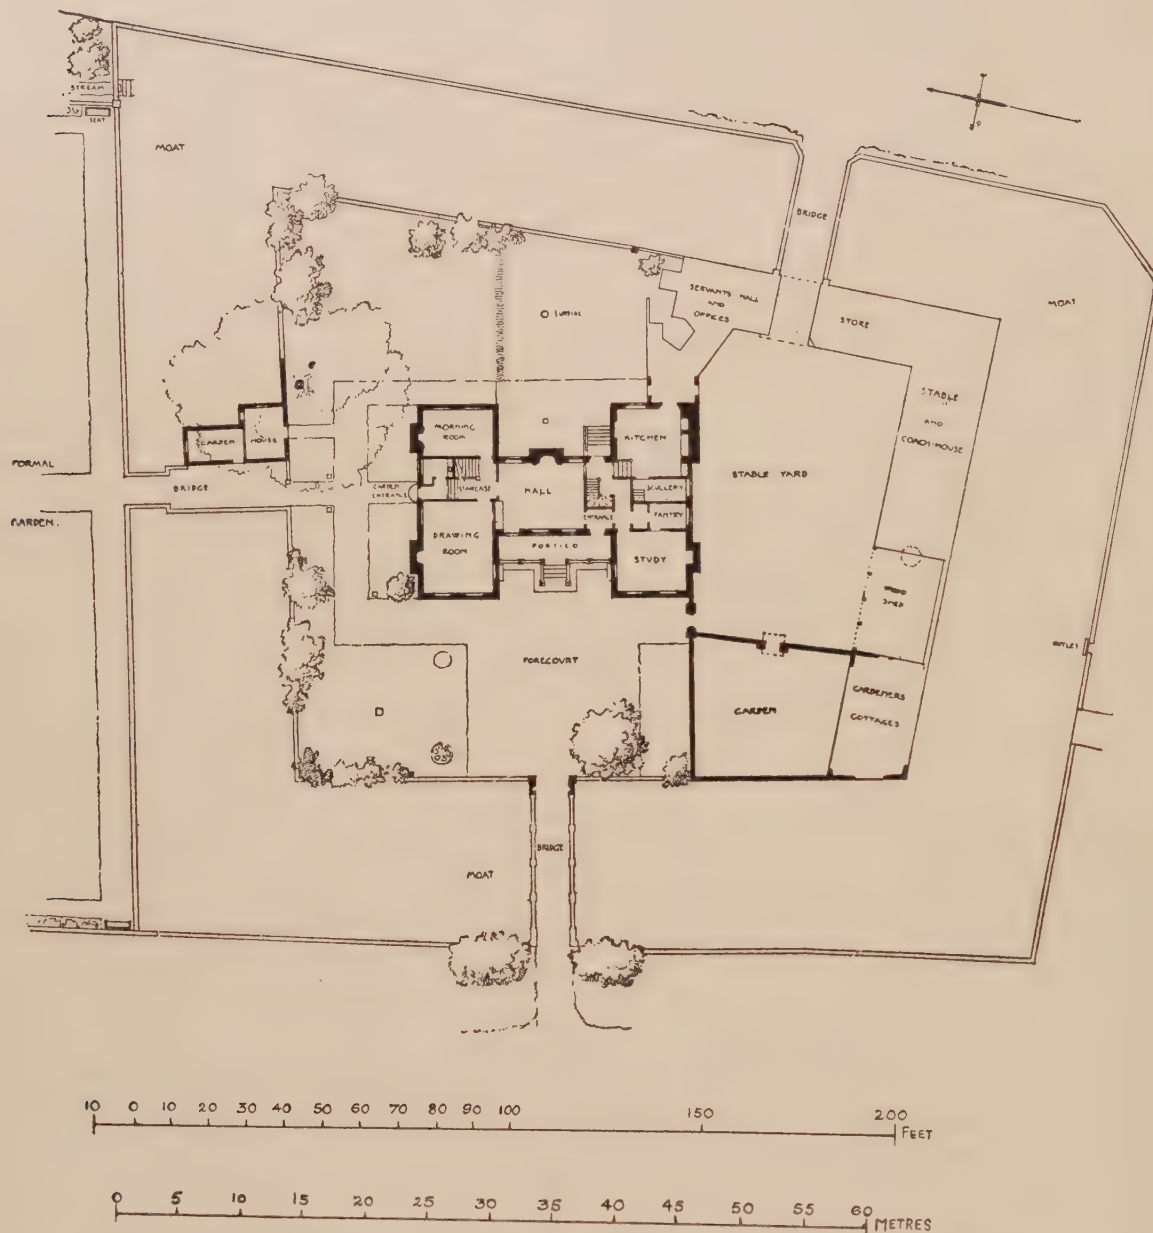 STREAM
SEAT
MOAT
BRIDGE
SERVANTS HALL
AND
OFFICES
STORE
MOAT
SUNDIAL
STABLE
AND
COACH-HOUSE
MORNING
ROOM
KITCHEN
GARDEN HOUSE
FORMAL
GARDEN.
BRIDGE
GARDEN
ENTRANCE
STAIRCASE
HALL
SCULLERY
PANTRY
ENTRANCE
STABLE YARD
DRAWING
ROOM
PORTICO
STUDY
WOOD
SHED
OUTLET
FORECOURT
GARDEN
GARDENERS
COTTAGES
BRIDGE
MOAT
10 0 10 20 30 40 50 60 70 80 90 100 150 200
FEET
0 5 10 15 20 25 30 35 40 45 50 55 60
METRES